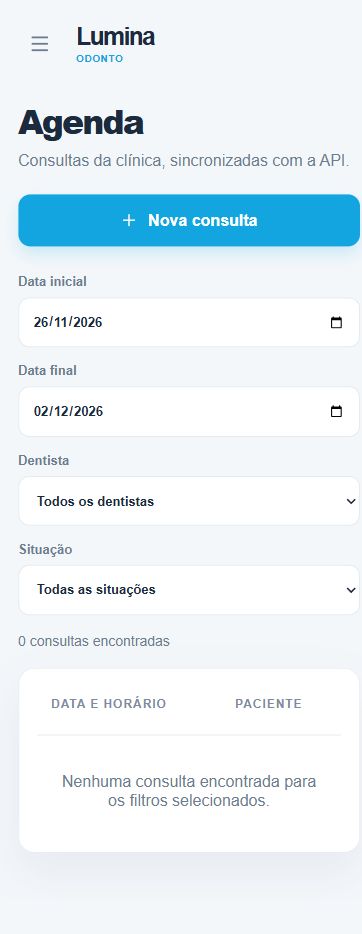 Lumina
ODONTO
Agenda
Consultas da clínica, sincronizadas com a API.
+ Nova consulta
Data inicial
26/11/2026
Data final
02/12/2026
Dentista
Todos os dentistas
Situação
Todas as situações
0 consultas encontradas
DATA E HORÁRIO PACIENTE
Nenhuma consulta encontrada para
os filtros selecionados.